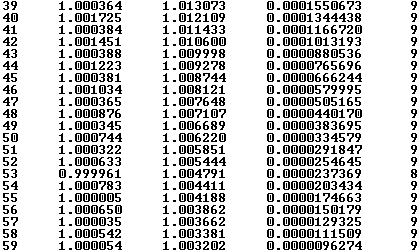 39 1.000364 1.013073 0.0001550673 9
40 1.001725 1.012109 0.0001344438 9
41 1.000384 1.011433 0.0001166720 9
42 1.001451 1.010600 0.0001013193 9
43 1.000388 1.009998 0.0000880536 9
44 1.001223 1.009278 0.0000765696 9
45 1.000381 1.008744 0.0000666244 9
46 1.001034 1.008121 0.0000579995 9
47 1.000365 1.007648 0.0000505165 9
48 1.000876 1.007107 0.0000440170 9
49 1.000345 1.006689 0.0000383695 9
50 1.000744 1.006220 0.0000334579 9
51 1.000322 1.005851 0.0000291847 9
52 1.000633 1.005444 0.0000254645 9
53 0.999961 1.004791 0.0000237369 8
54 1.000783 1.004411 0.0000203434 9
55 1.000005 1.004188 0.0000174663 9
56 1.000650 1.003862 0.0000150179 9
57 1.000035 1.003662 0.0000129325 9
58 1.000542 1.003381 0.0000111509 9
59 1.000054 1.003202 0.0000096274 9